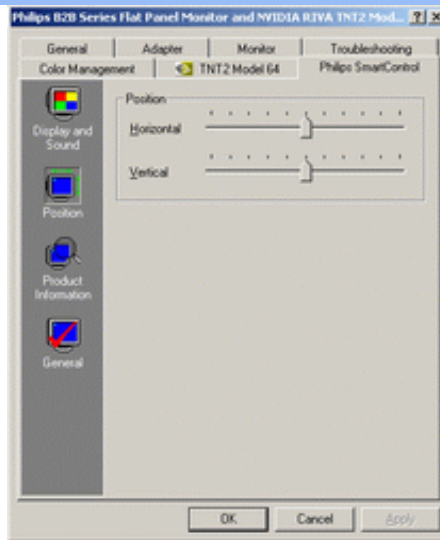 Philips B2B Series Flat Panel Monitor and NVIDIA RIVA TNT2 Mod... ? x
General Adapter Monitor Troubleshooting
Color Management TNT2 Model 64 Philips SmartControl
Display and
Sound
Position
Product
Information
General
Position
Horizontal
Vertical
OK Cancel Apply